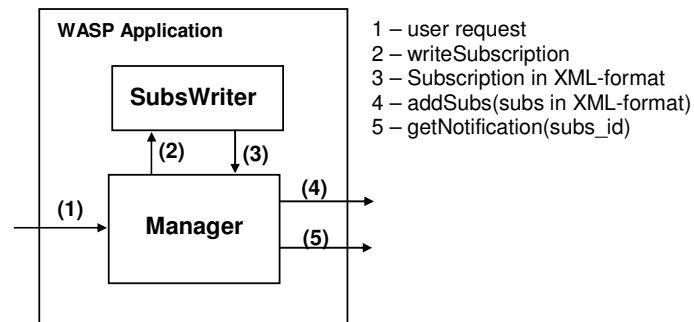 WASP Application
SubsWriter
(2)
(3)
(1)
Manager
(4)
(5)
1 – user request
2 – writeSubscription
3 – Subscription in XML-format
4 – addSubs(subs in XML-format)
5 – getNotification(subs_id)